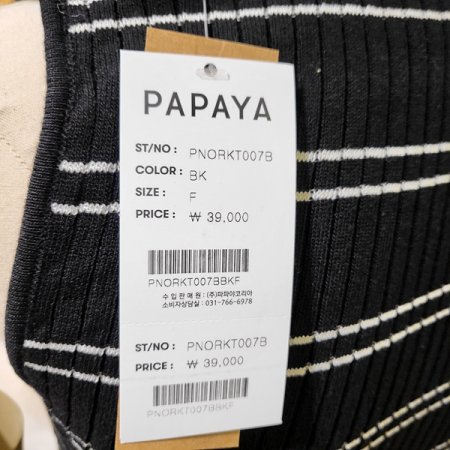 PAPAYA
ST/NO : PNORKT007B
COLOR : BK
SIZE : F
PRICE : ₩ 39,000
PNORKT007BBKF
수 입 판 매 원 : (주)파파야코리아
소비자상담실 : 031-766-6978
ST/NO : PNORKT007B
PRICE : ₩ 39,000
PNORKT007BBKF